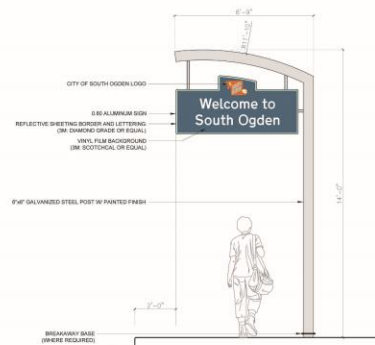 6'-9"
R11'-10"
CITY OF SOUTH OGDEN LOGO
Welcome to
South Ogden
0.80 ALUMINUM SIGN
REFLECTIVE SHEETING BORDER AND LETTERING
(3M: DIAMOND GRADE OR EQUAL)
VINYL FILM BACKGROUND
(3M: SCOTCHCAL OR EQUAL)
6"x6" GALVANIZED STEEL POST W/ PAINTED FINISH
14'-0"
2'-0"
BREAKAWAY BASE
(WHERE REQUIRED)